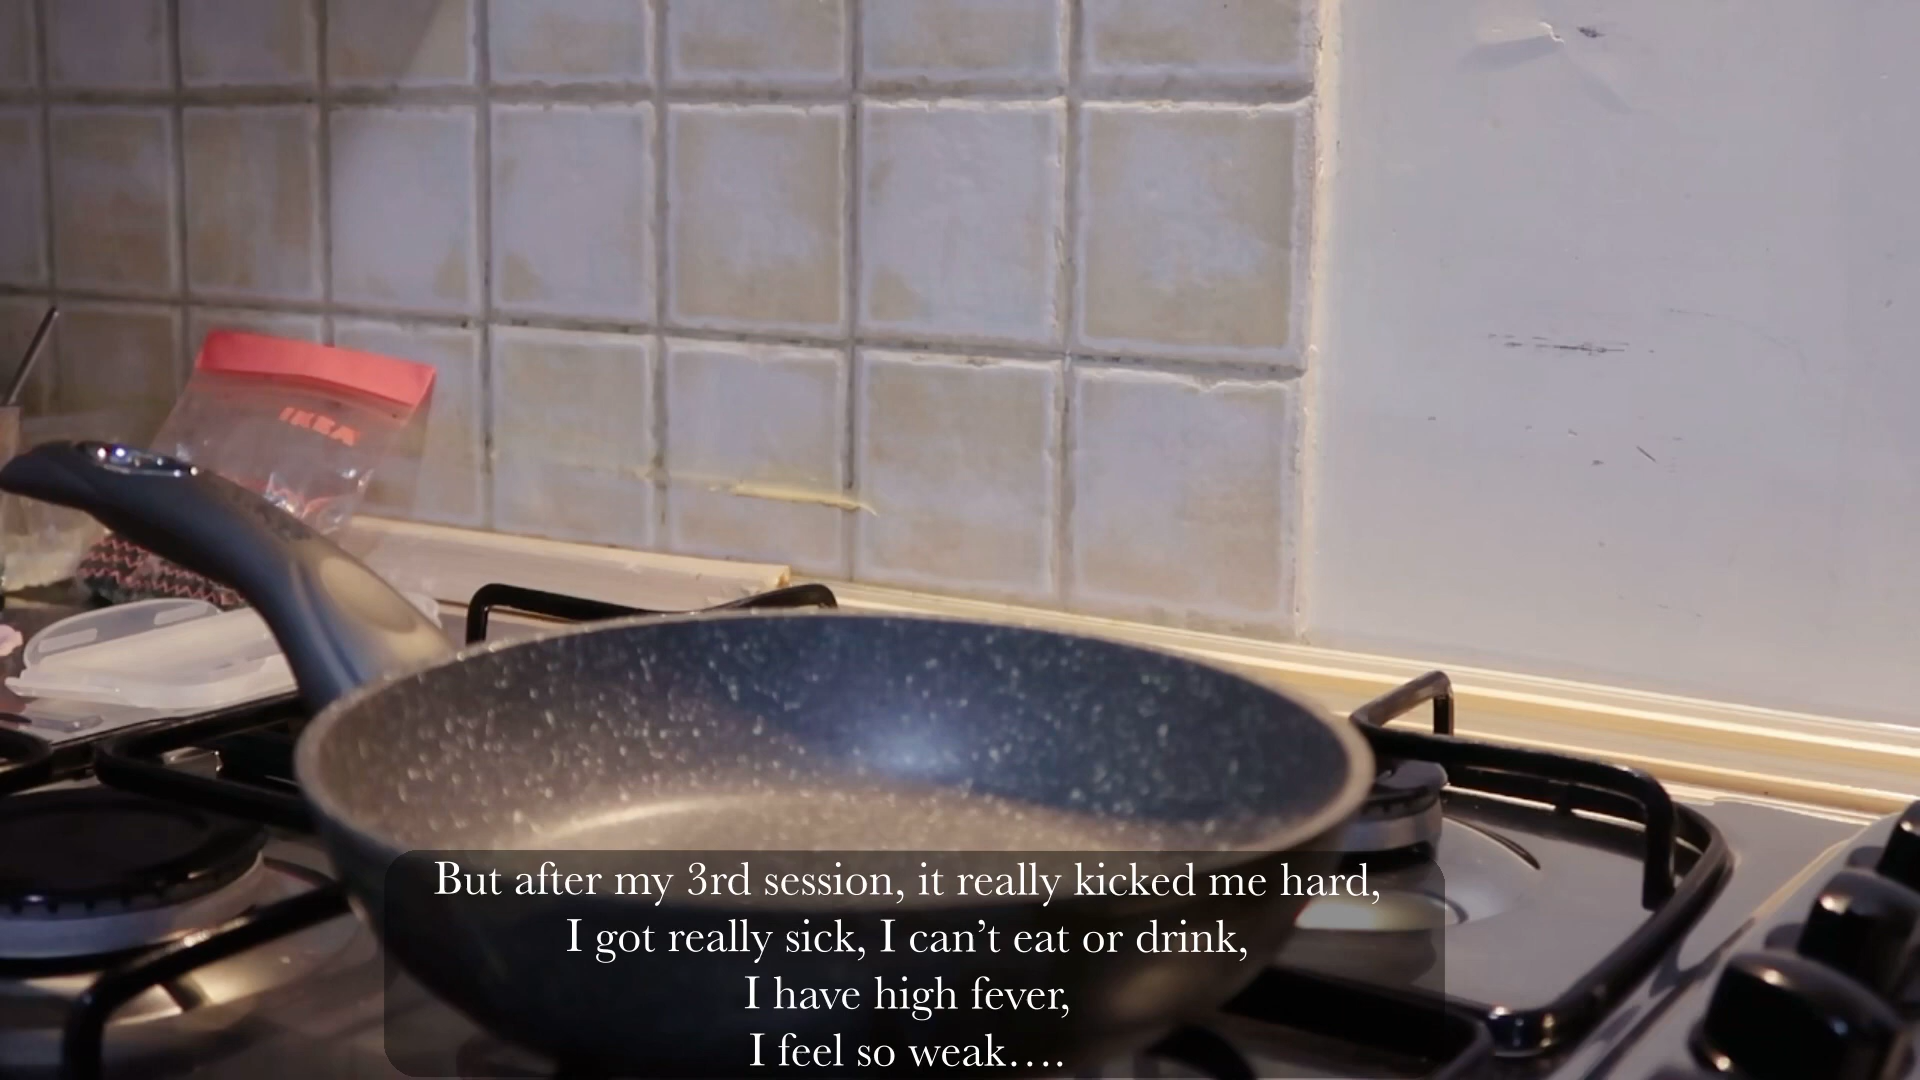 IKEA
But after my 3rd session, it really kicked me hard,
I got really sick, I can’t eat or drink,
I have high fever,
I feel so weak….